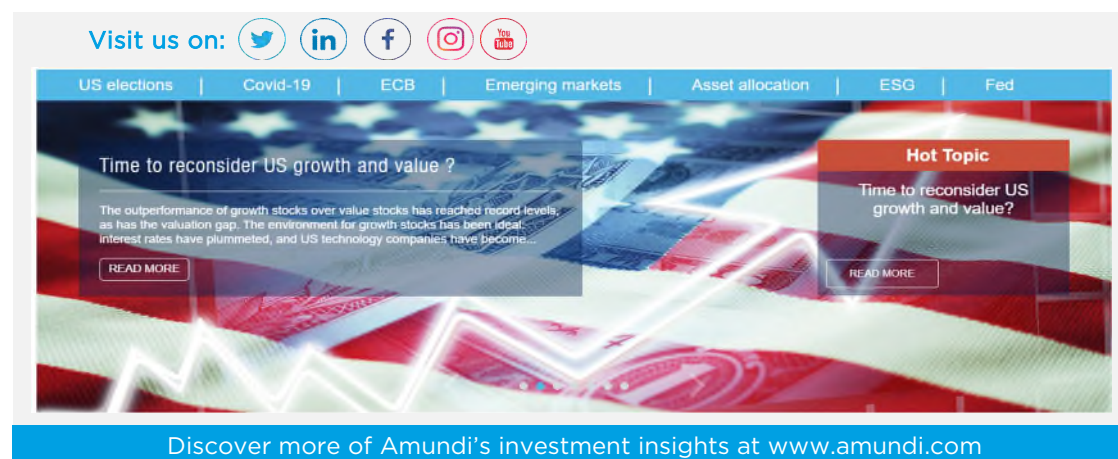 Visit us on: in f You Tube
US elections | Covid-19 | ECB | Emerging markets | Asset allocation | ESG | Fed
Time to reconsider US growth and value ?
The outperformance of growth stocks over value stocks has reached record levels,
as has the valuation gap. The environment for growth stocks has been ideal:
interest rates have plummeted, and US technology companies have become...
READ MORE
Hot Topic
Time to reconsider US
growth and value?
READ MORE
Discover more of Amundi's investment insights at www.amundi.com